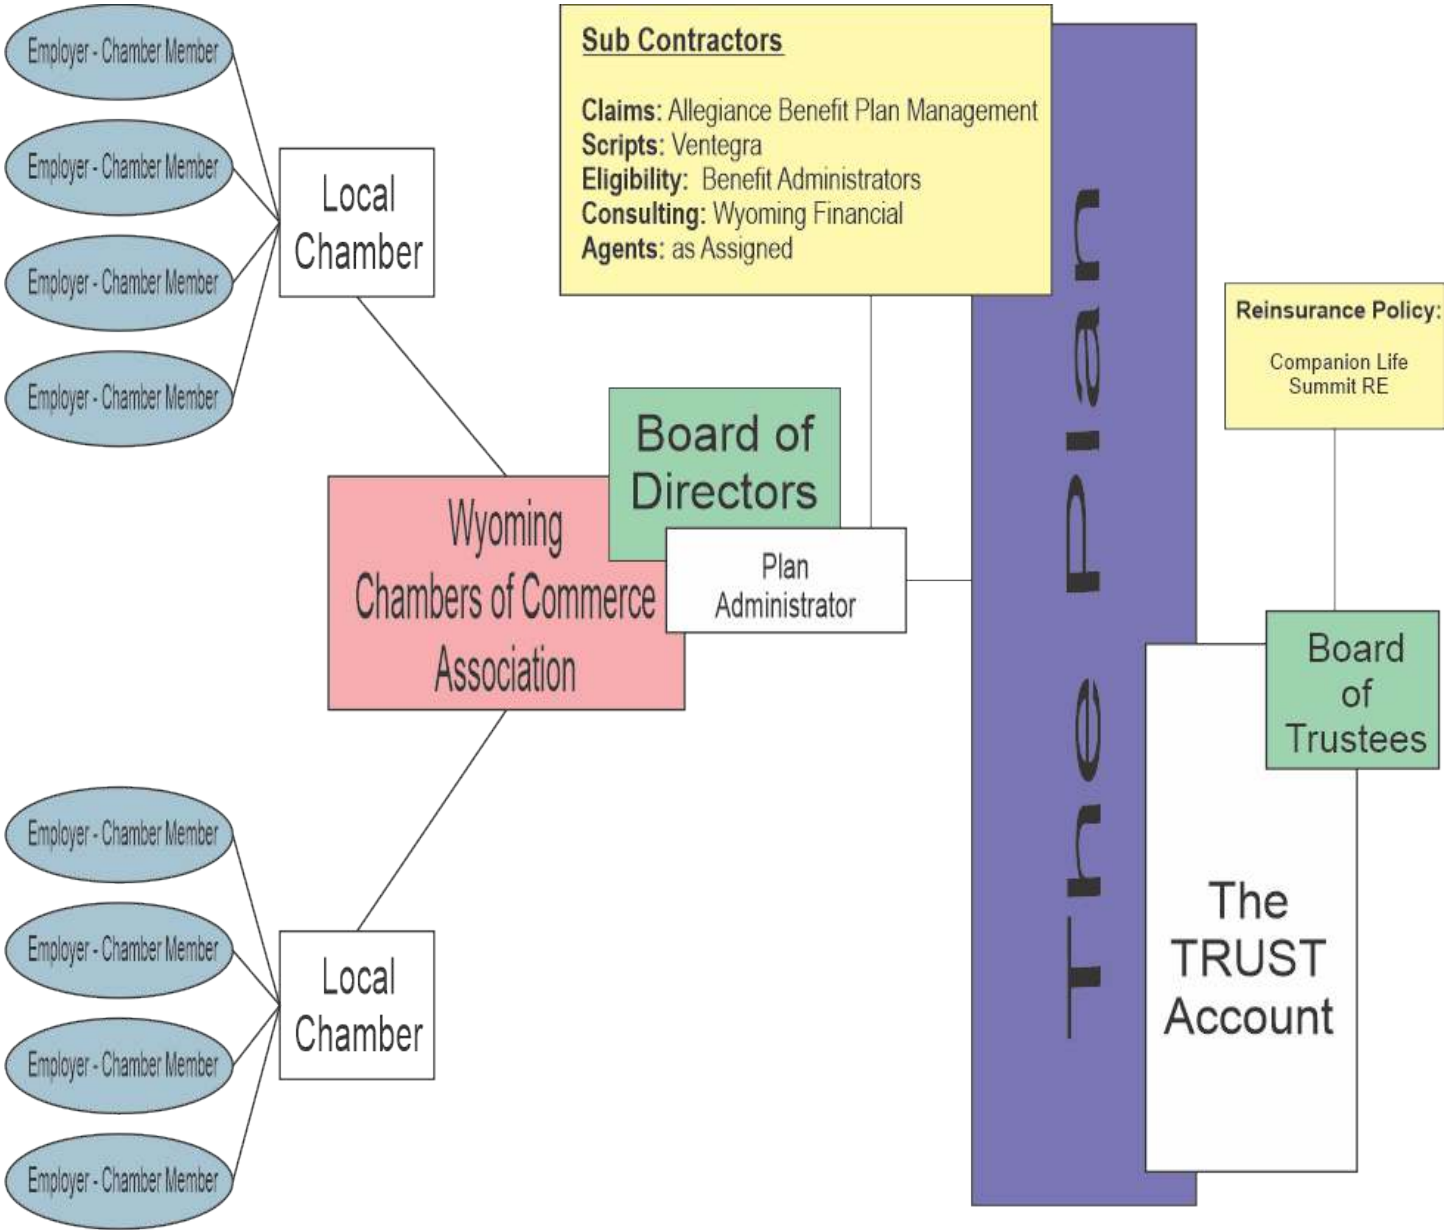 Employer - Chamber Member
Employer - Chamber Member
Employer - Chamber Member
Employer - Chamber Member
Local
Chamber
Sub Contractors
Claims: Allegiance Benefit Plan Management
Scripts: Ventegra
Eligibility: Benefit Administrators
Consulting: Wyoming Financial
Agents: as Assigned
Board of
Directors
Wyoming
Chambers of Commerce
Association
Plan
Administrator
The Plan
Reinsurance Policy:
Companion Life
Summit RE
Board
of
Trustees
The
TRUST
Account
Employer - Chamber Member
Employer - Chamber Member
Employer - Chamber Member
Employer - Chamber Member
Local
Chamber